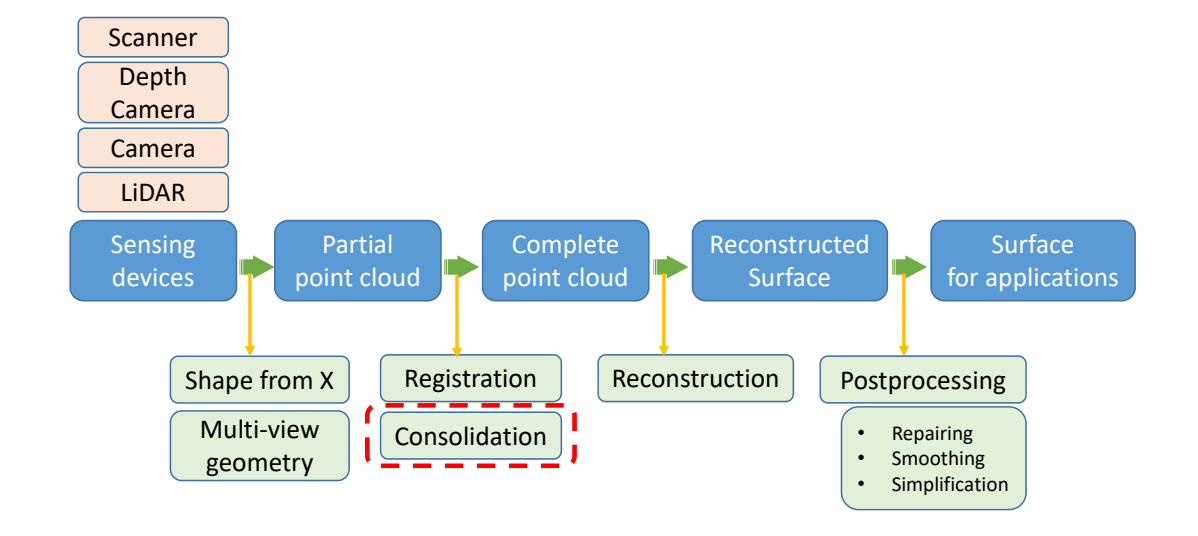 Scanner
Depth
Camera
Camera
LiDAR
Sensing
devices
Partial
point cloud
Complete
point cloud
Reconstructed
Surface
Surface
for applications
Shape from X
Multi-view
geometry
Registration
Consolidation
Reconstruction
Postprocessing
• Repairing
• Smoothing
• Simplification